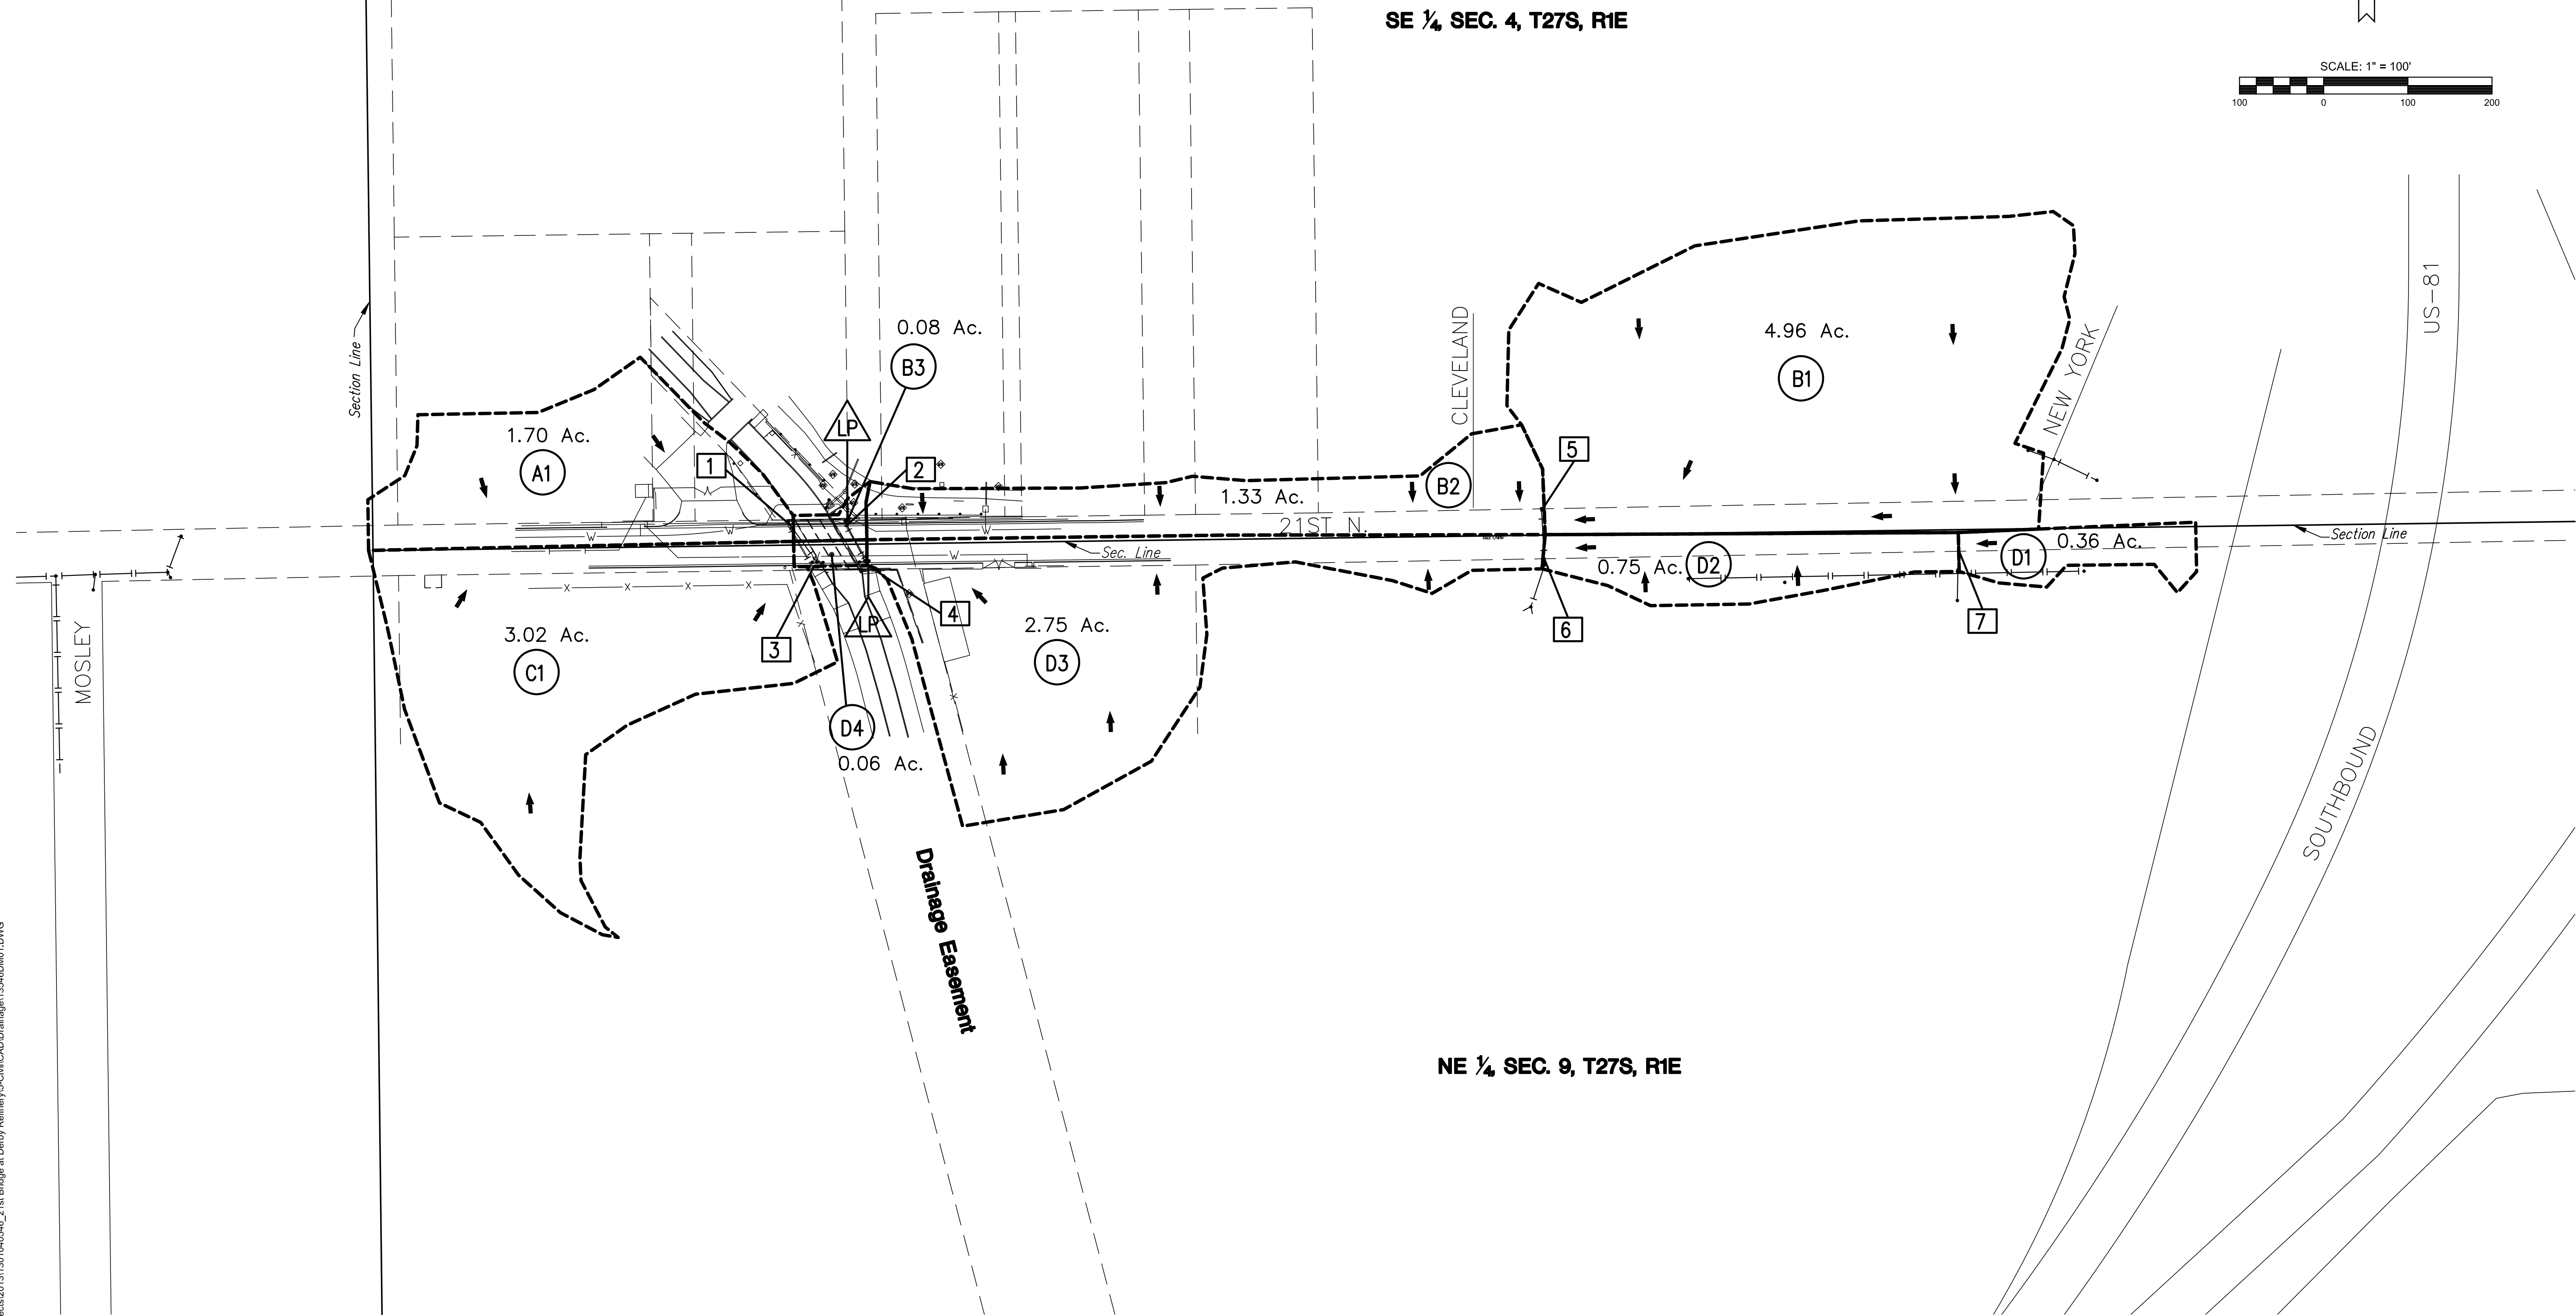 SE ¼, SEC. 4, T27S, R1E
SCALE: 1" = 100'
100 0 100 200
US-81
Section Line
0.08 Ac.
B3
CLEVELAND
4.96 Ac.
B1
NEW YORK
LP
1.70 Ac.
A1
1
2
5
B2
1.33 Ac.
21ST N.
W
W
W
W
Sec. Line
Section Line
0.36 Ac.
D1
0.75 Ac.
D2
X X X X
MOSLEY
3.02 Ac.
C1
3
LP
4
2.75 Ac.
D3
6
7
D4
0.06 Ac.
SOUTHBOUND
Drainage Easement
NE ¼, SEC. 9, T27S, R1E